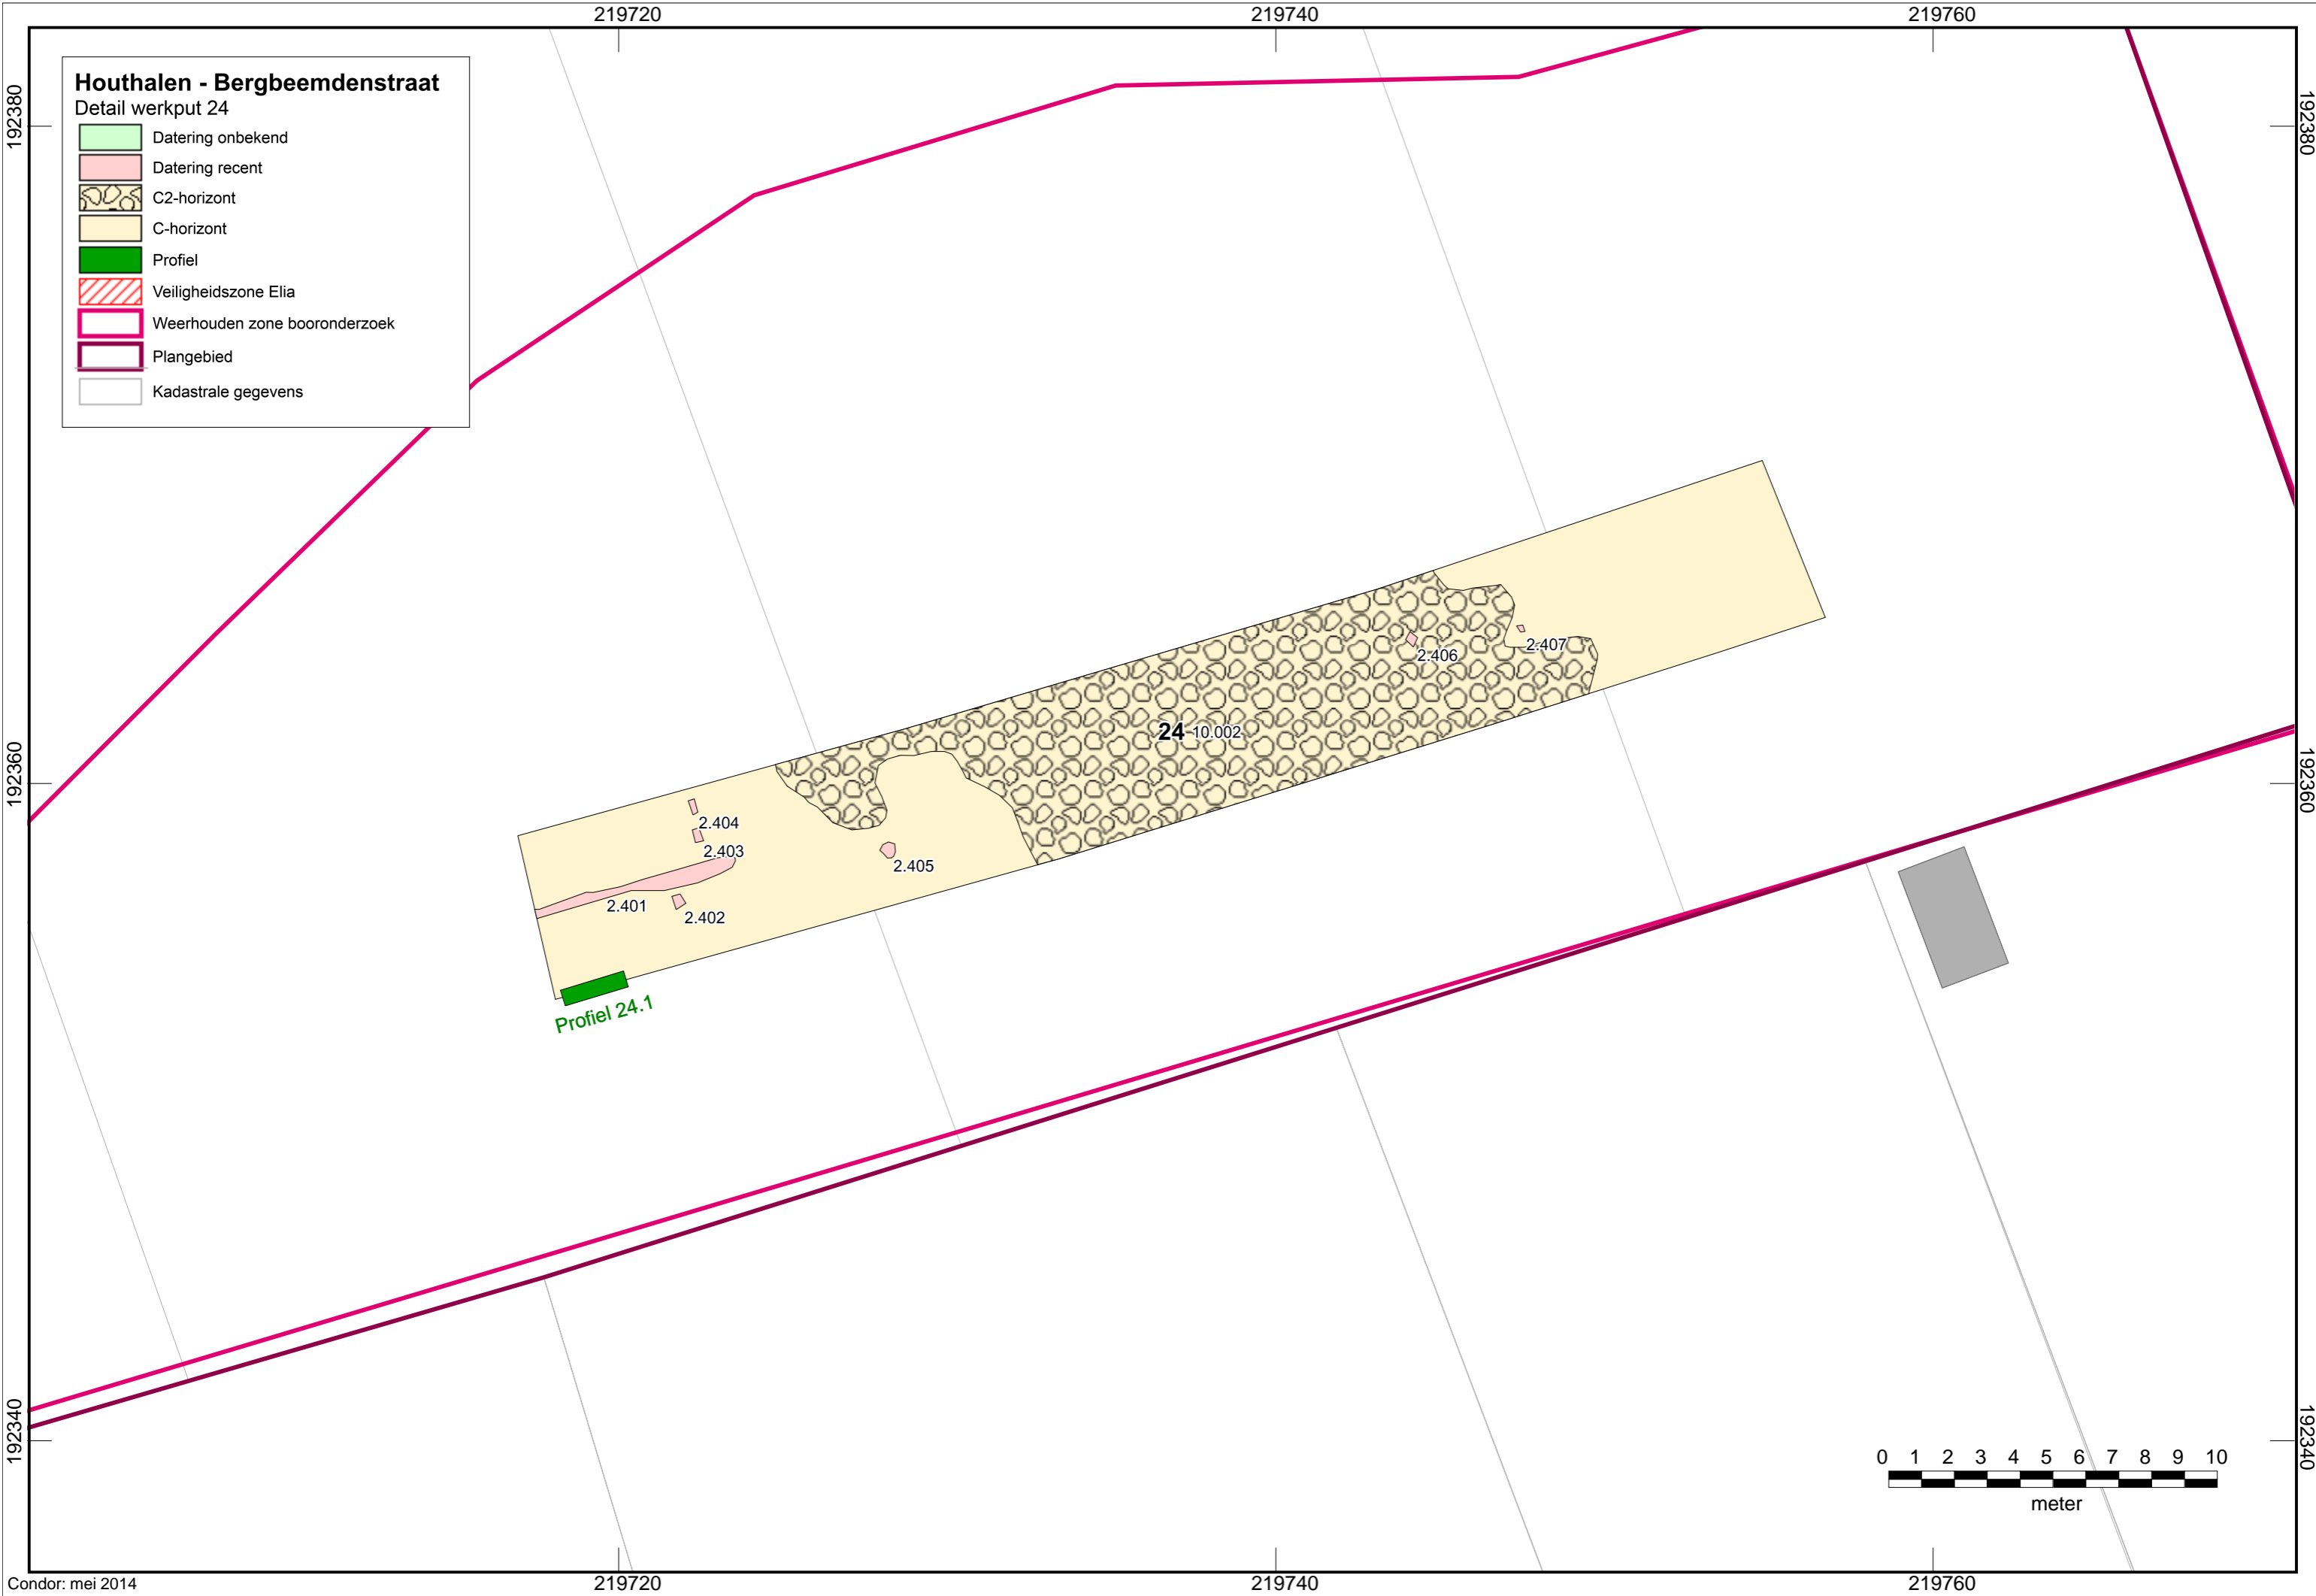 219720
219740
219760
192380
192380
Houthalen - Bergbeemdenstraat
Detail werkput 24
Datering onbekend
Datering recent
C2-horizont
C-horizont
Profiel
Veiligheidszone Elia
Weerhouden zone booronderzoek
Plangebied
Kadastrale gegevens
2.407
2.406
24 10.002
192360
192360
2.404
2.403
2.405
2.401
2.402
Profiel 24.1
192340
192340
0 1 2 3 4 5 6 7 8 9 10
meter
Condor: mei 2014
219720
219740
219760